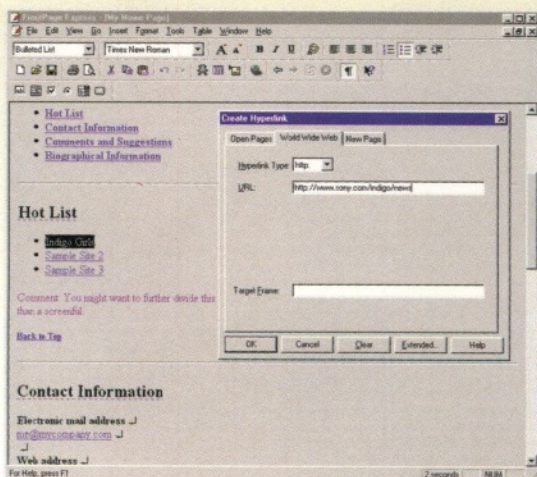 FrontPage Express - [My Home Page]
File Edit View Go Insert Format Tools Table Window Help
Bulleted List Times New Roman
Hot List
Contact Information
Comments and Suggestions
Biographical Information
Hot List
Indigo Girls
Sample Site 2
Sample Site 3
Comment: You might want to further divide this
than a screenful.
Back to Top
Contact Information
Electronic mail address
me@mycompany.com
Web address
For Help, press F1
2 seconds NUM
Create Hyperlink
Open Pages World Wide Web New Page
Hyperlink Type: http:
URL: http://www.sony.com/indigo/news
Target Frame:
OK Cancel Clear Extended... Help